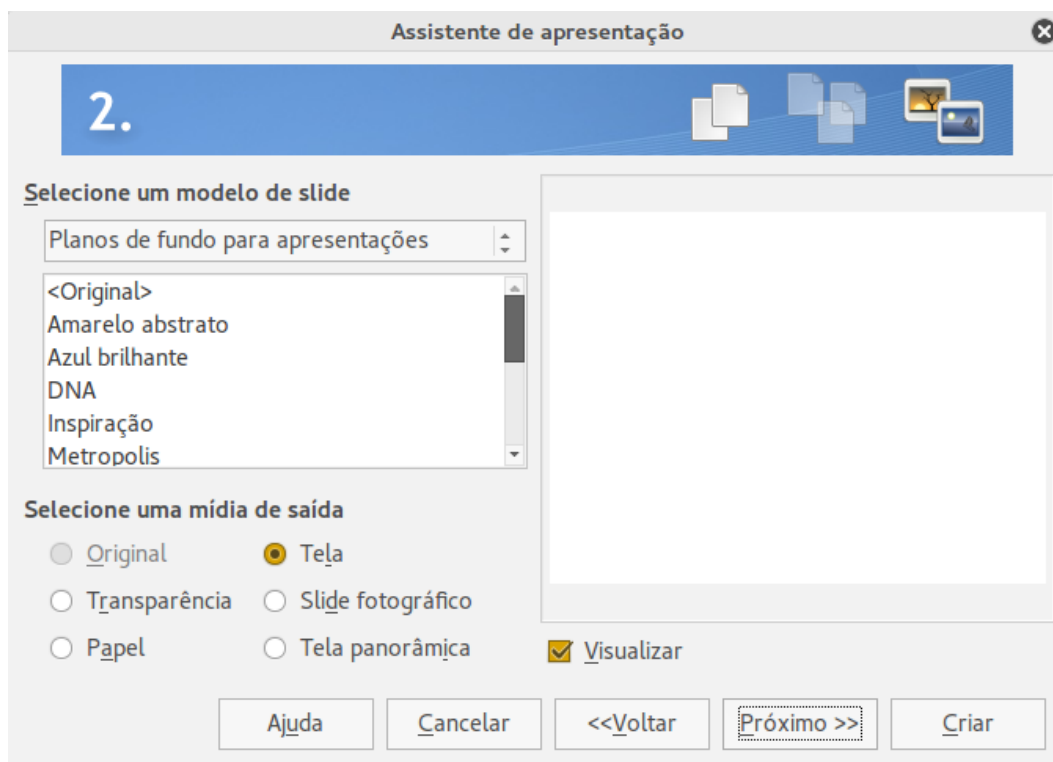 Assistente de apresentação
2.
Selecione um modelo de slide
Planos de fundo para apresentações
<Original>
Amarelo abstrato
Azul brilhante
DNA
Inspiração
Metropolis
Selecione uma mídia de saída
Original Tela
Transparência Slide fotográfico
Papel Tela panorâmica
Visualizar
Ajuda Cancelar <<Voltar Próximo >> Criar